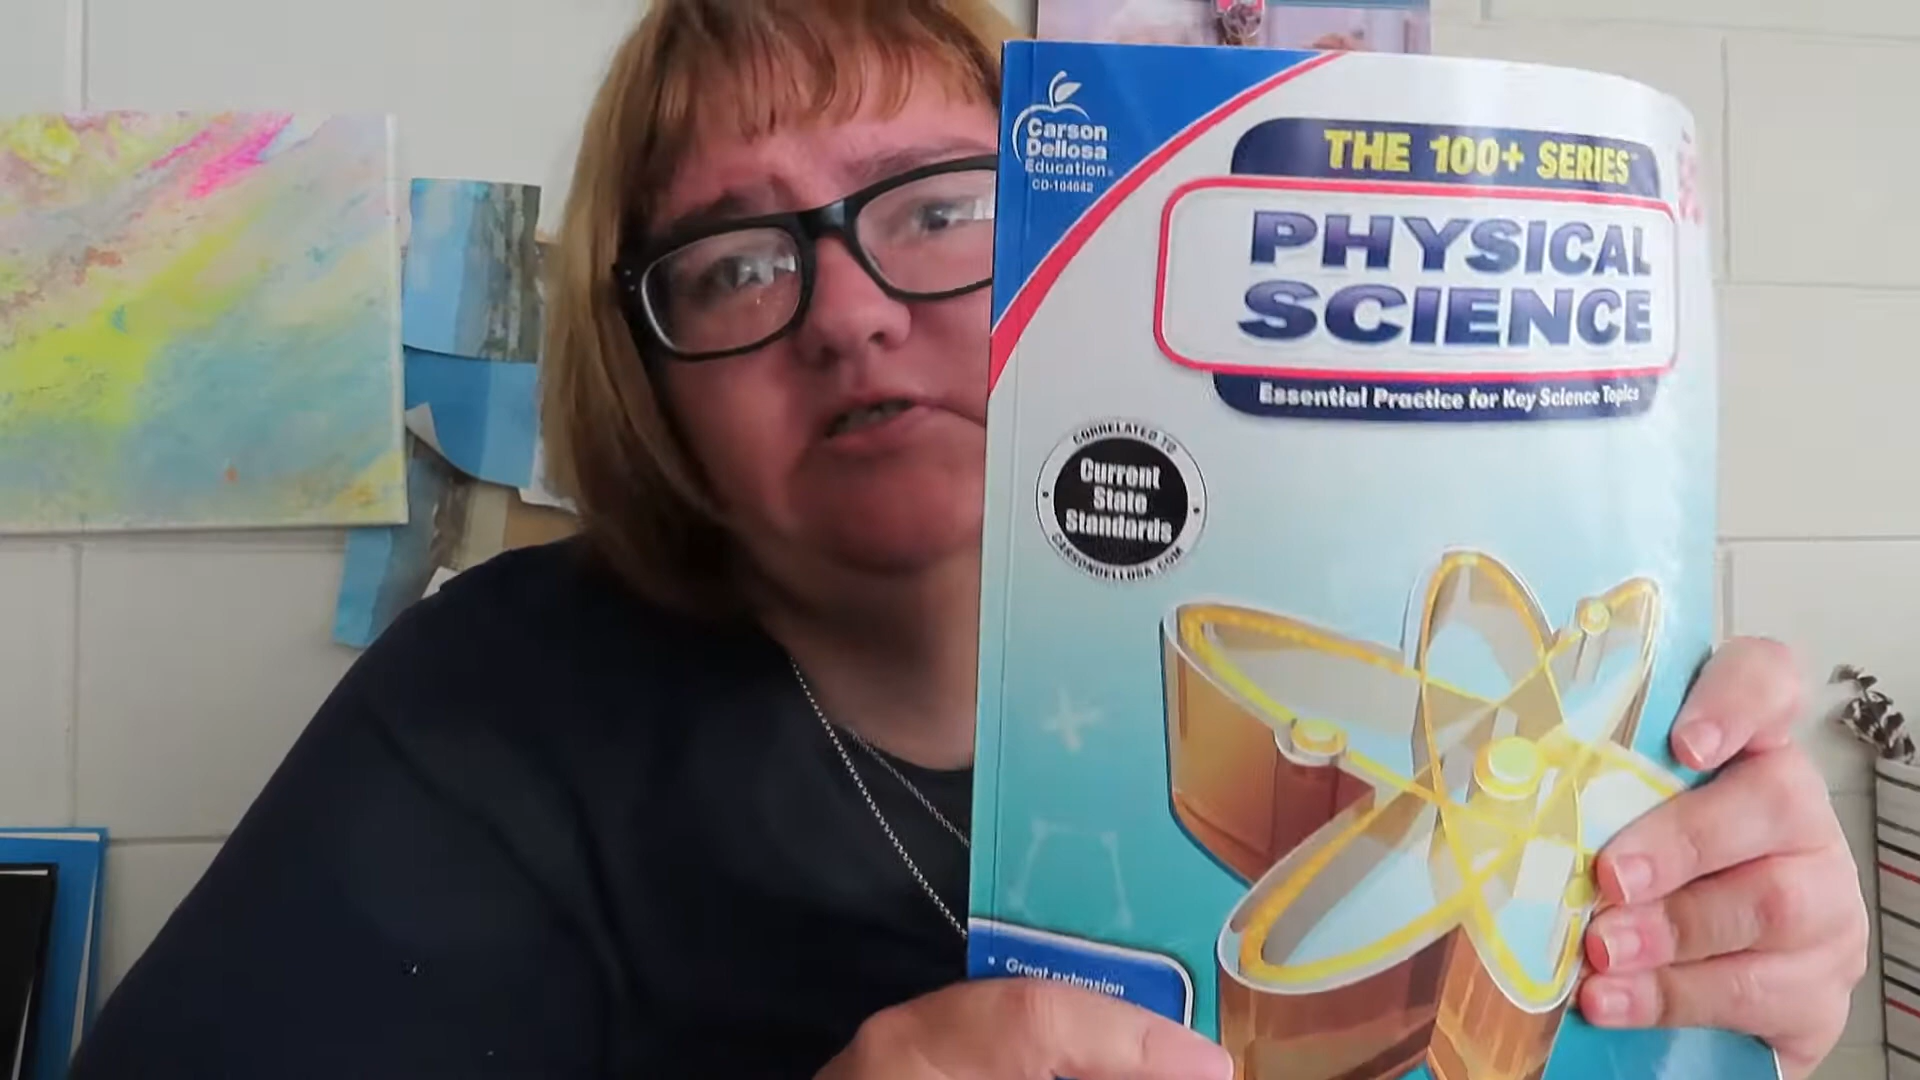 Carson
Dellosa
Education
CD-104642
THE 100+ SERIES™
PHYSICAL
SCIENCE
Essential Practice for Key Science Topics
CORRELATED TO
Current
State
Standards
CARSONDELLOSA.COM
Great extension